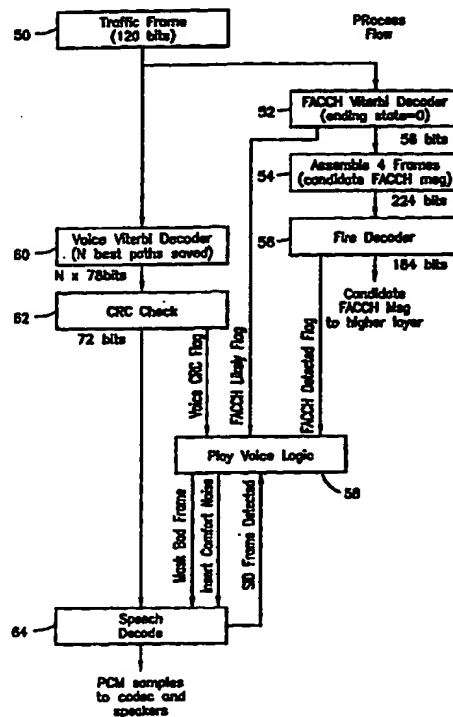 50
Traffic Frame
(120 bits)
PRocess
Flow
52
FACCH Viterbi Decoder
(ending state=0)
56 bits
54
Assemble 4 Frames
(candidate FACCH msg)
224 bits
56
Fire Decoder
184 bits
Candidate
FACCH Msg
to higher layer
60
Voice Viterbi Decoder
(N best paths saved)
N x 78bits
62
CRC Check
72 bits
Voice CRC Flag
FACCH Likely Flag
FACCH Detected Flag
Play Voice Logic
58
Mask Bad Frame
Insert Comfort Noise
SID Frame Detected
64
Speech
Decode
PCM samples
to codec and
speakers